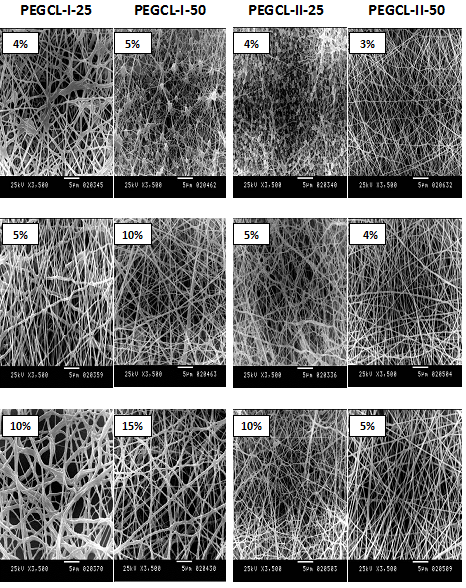 PEGCL-I-25 PEGCL-I-50 PEGCL-II-25 PEGCL-II-50
4% 5% 4% 3%
25kV X3,500 5µm 020345 25kV X3,500 5µm 020462 25kV X3,500 5µm 020340 25kV X3,500 5µm 020632
5% 10% 5% 4%
25kV X3,500 5µm 020359 25kV X3,500 5µm 020463 25kV X3,500 5µm 020336 25kV X3,500 5µm 020504
10% 15% 10% 5%
25kV X3,500 5µm 020370 25kV X3,500 5µm 020430 25kV X3,500 5µm 020503 25kV X3,500 5µm 020509